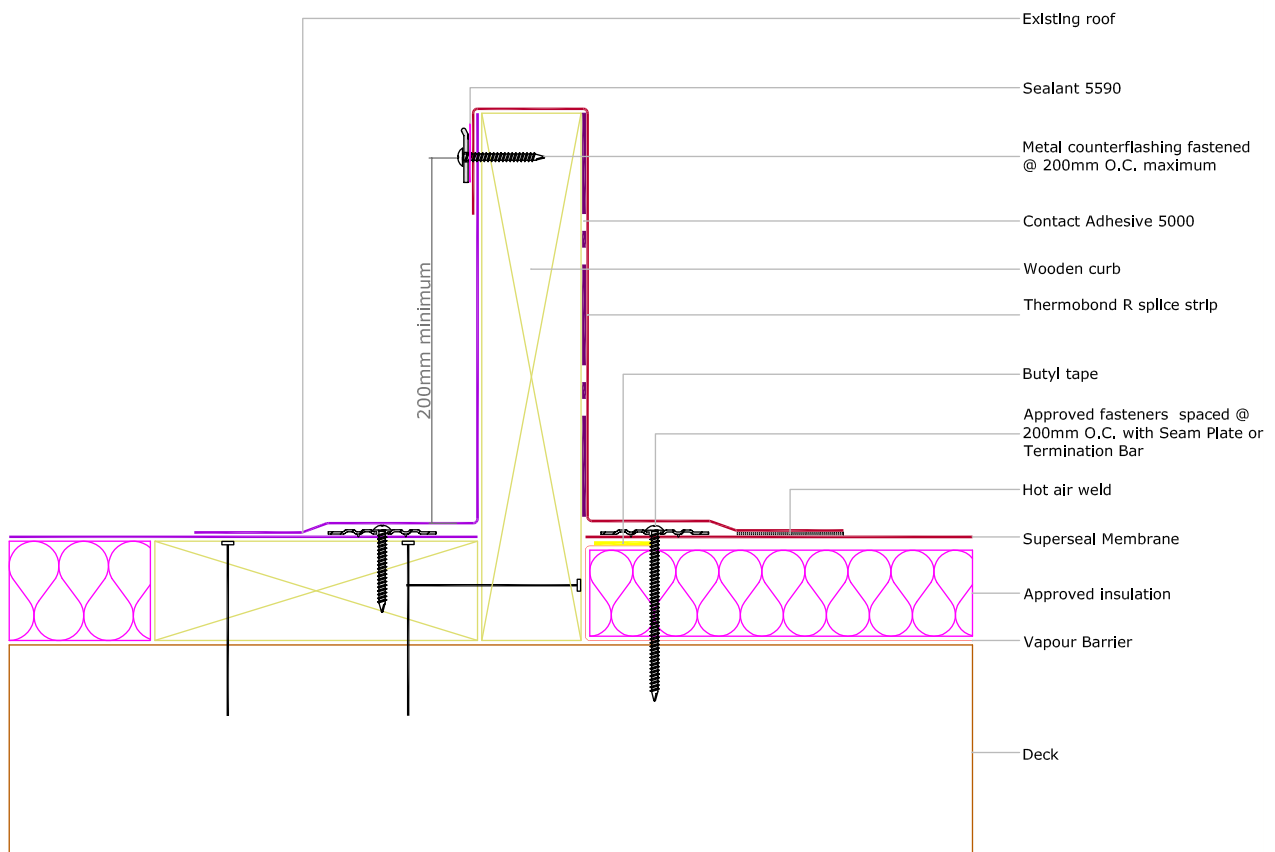 Existing roof
Sealant 5590
Metal counterflashing fastened
@ 200mm O.C. maximum
Contact Adhesive 5000
Wooden curb
Thermobond R splice strip
200mm minimum
Butyl tape
Approved fasteners spaced @
200mm O.C. with Seam Plate or
Termination Bar
Hot air weld
Superseal Membrane
Approved insulation
Vapour Barrier
Deck